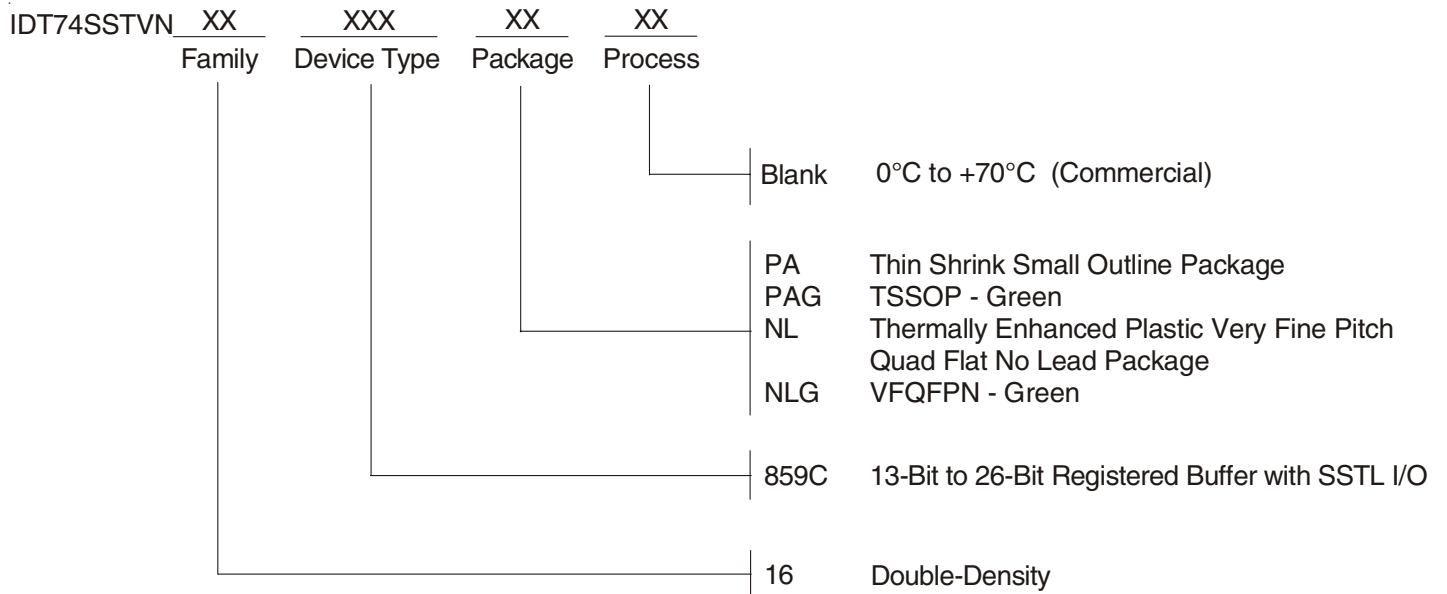 IDT74SSTVN XX XXX XX XX
Family Device Type Package Process
Blank 0°C to +70°C (Commercial)
PA Thin Shrink Small Outline Package
PAG TSSOP - Green
NL Thermally Enhanced Plastic Very Fine Pitch
Quad Flat No Lead Package
NLG VFQFPN - Green
859C 13-Bit to 26-Bit Registered Buffer with SSTL I/O
16 Double-Density